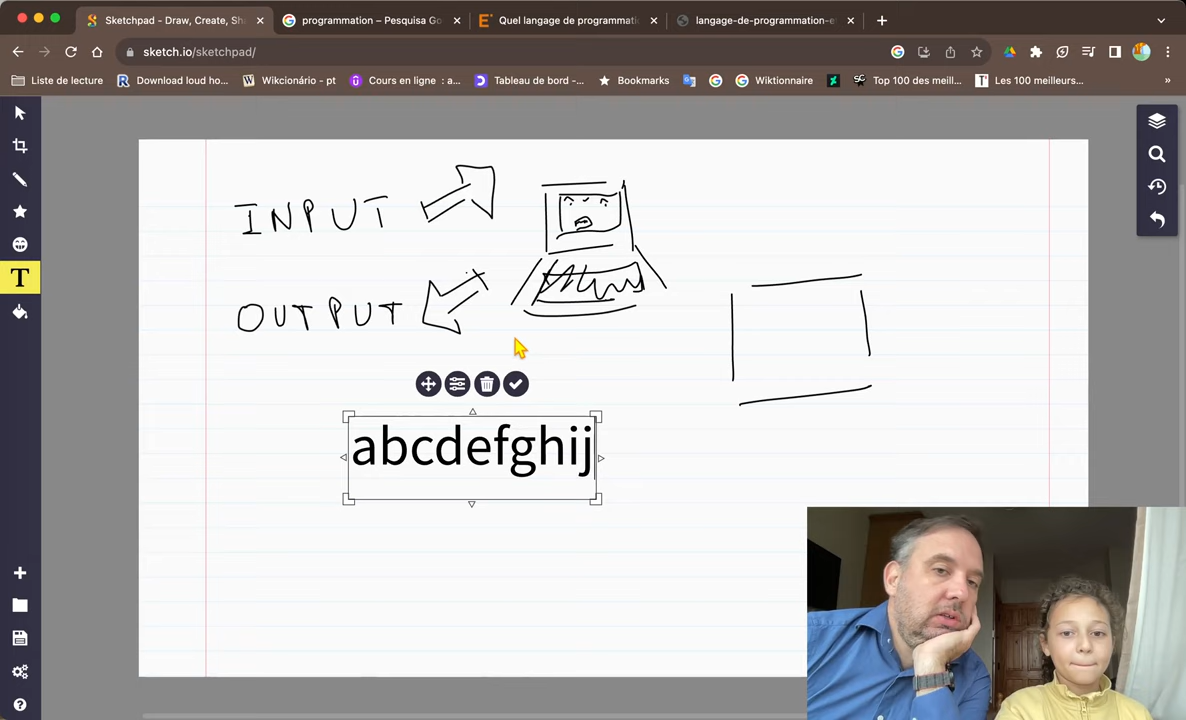 Sketchpad - Draw, Create, Sha
programmation – Pesquisa Go
Quel langage de programmatio
langage-de-programmation-e
sketch.io/sketchpad/
Liste de lecture
Download loud ho...
Wikcionário - pt
Cours en ligne : a...
Tableau de bord -...
Bookmarks
Wiktionnaire
Top 100 des meill...
Les 100 meilleurs...
»
T
INPUT
OUTPUT
abcdefghij